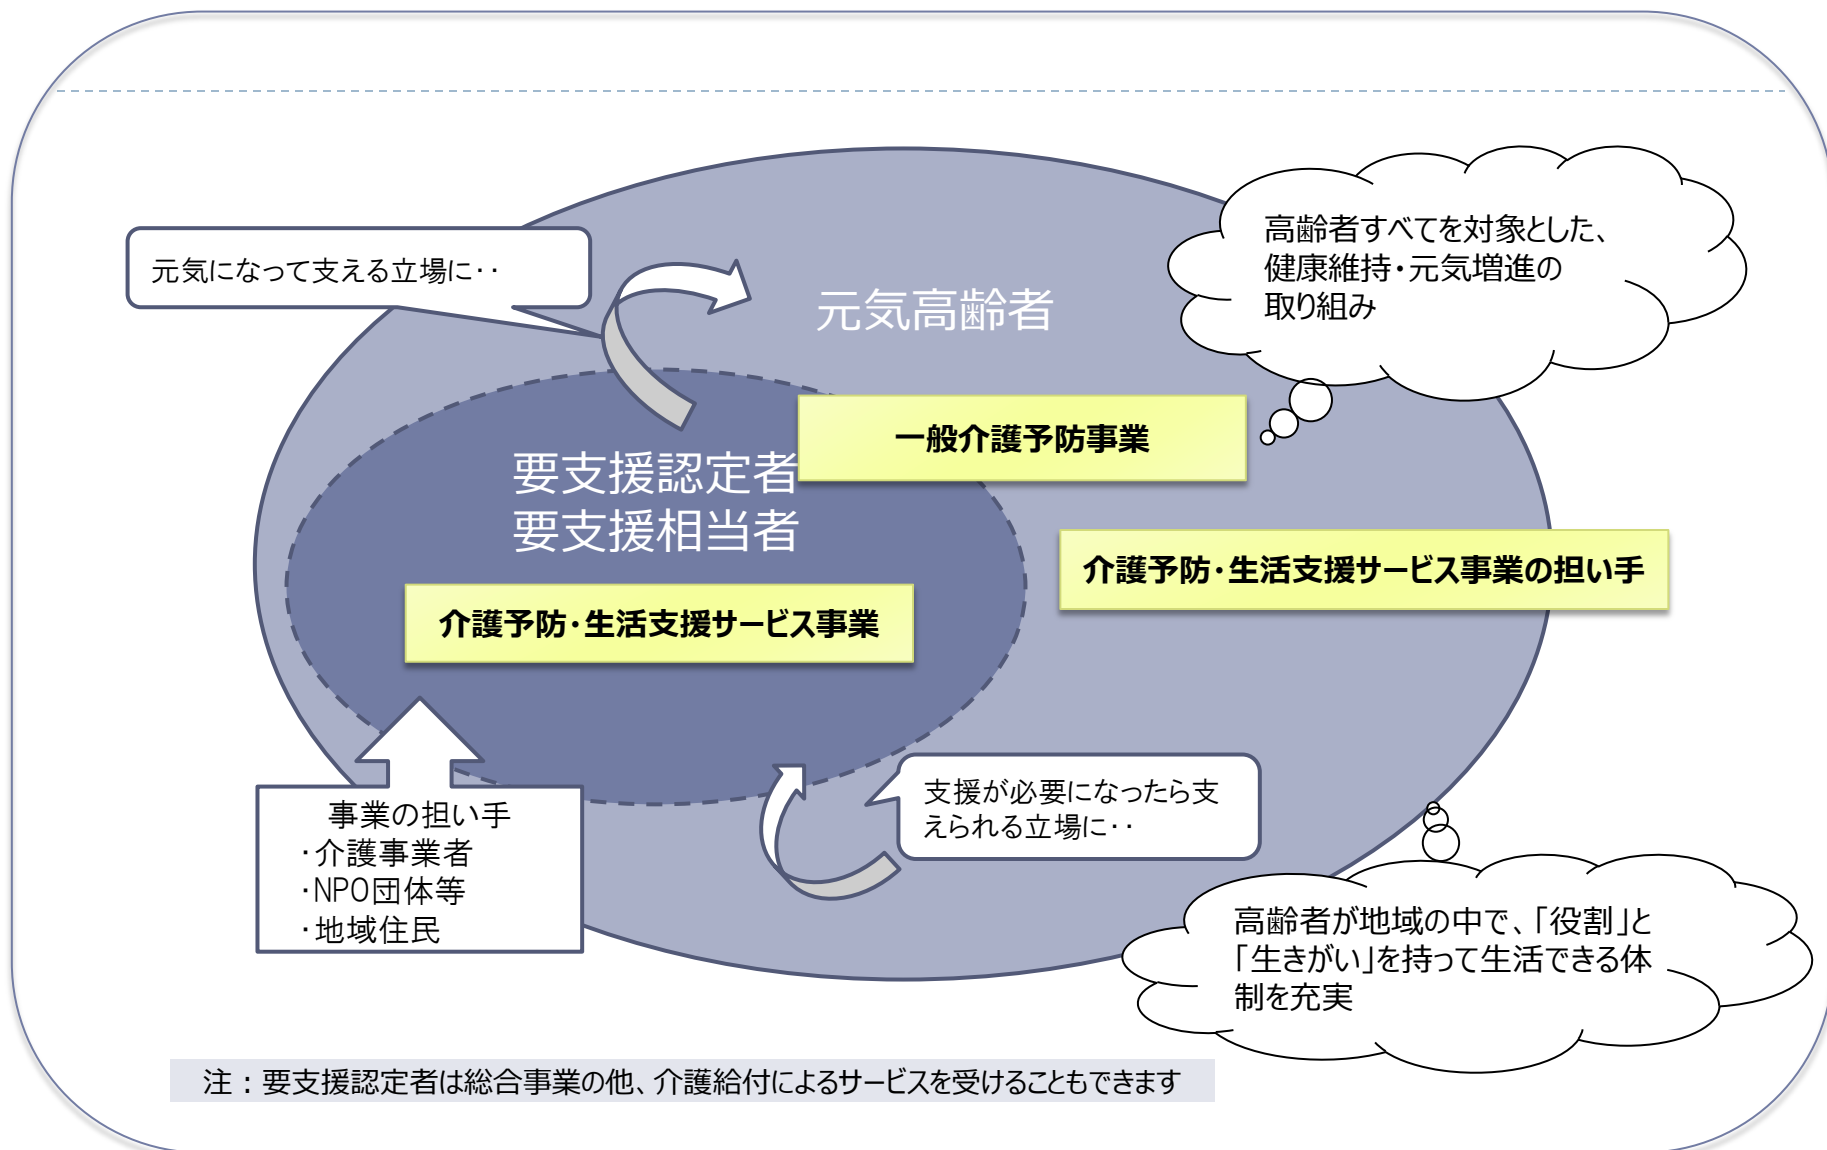 元気になって支える立場に‥
元気高齢者
高齢者すべてを対象とした、
健康維持・元気増進の
取り組み
一般介護予防事業
要支援認定者
要支援相当者
介護予防・生活支援サービス事業の担い手
介護予防・生活支援サービス事業
支援が必要になったら支
えられる立場に‥
事業の担い手
・介護事業者
・NPO団体等
・地域住民
高齢者が地域の中で、「役割」と
「生きがい」を持って生活できる体
制を充実
注：要支援認定者は総合事業の他、介護給付によるサービスを受けることもできます